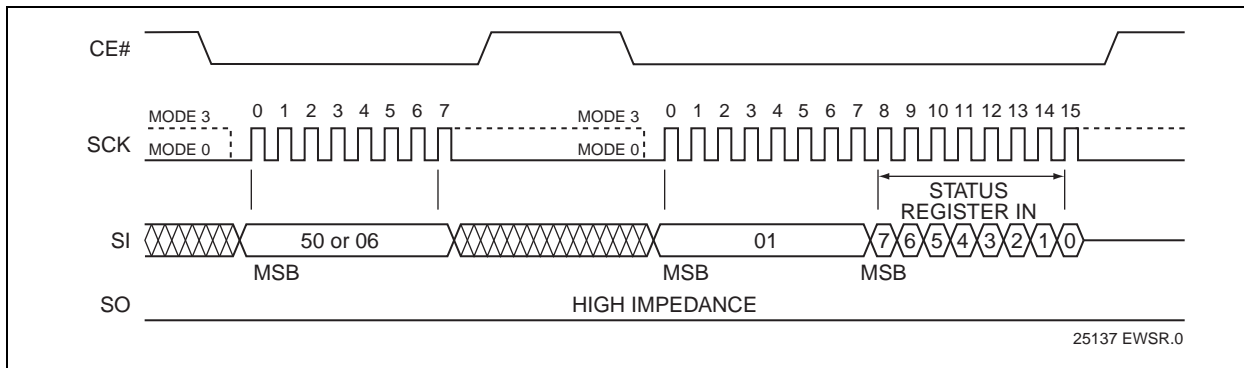 CE#
0 1 2 3 4 5 6 7 0 1 2 3 4 5 6 7 8 9 10 11 12 13 14 15
MODE 3 MODE 3
SCK
MODE 0 MODE 0
STATUS
REGISTER IN
SI 50 or 06 01 7 6 5 4 3 2 1 0
MSB MSB MSB
SO HIGH IMPEDANCE
25137 EWSR.0